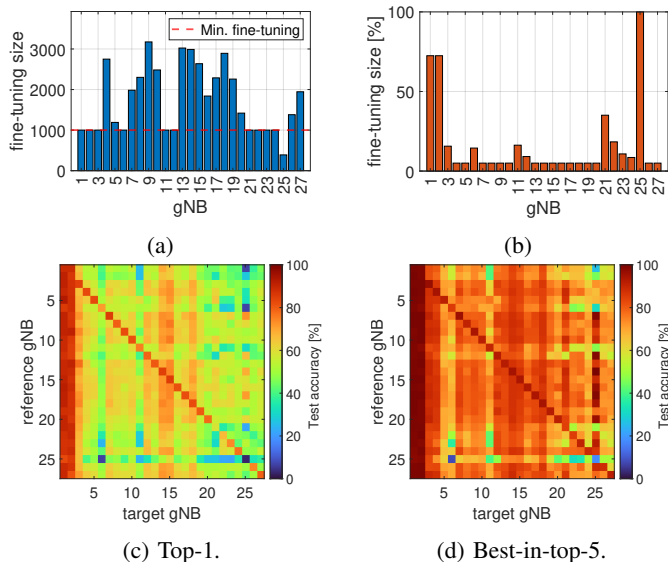 Min. fine-tuning
3000
2000
1000
0
fine-tuning size
1 3 5 7 9 11 13 15 17 19 21 23 25 27
gNB
(a)
100
50
0
fine-tuning size [%]
1 3 5 7 9 11 13 15 17 19 21 23 25 27
gNB
(b)
5
10
15
20
25
reference gNB
5 10 15 20 25
target gNB
100
80
60
40
20
0
Test accuracy [%]
(c) Top-1.
5
10
15
20
25
reference gNB
5 10 15 20 25
target gNB
100
80
60
40
20
0
Test accuracy [%]
(d) Best-in-top-5.